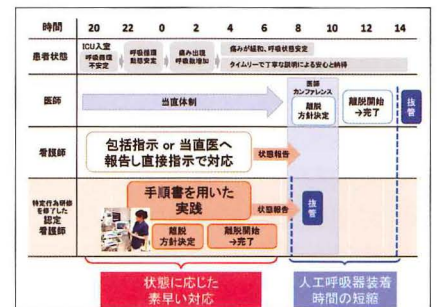 時間 20 22 0 2 4 6 8 10 12 14
患者状態
ICU入室
呼吸循環
不安定
呼吸循環
動態安定
痛み出現
呼吸数増加
痛みが緩和、呼吸状態安定
タイムリーで丁寧な説明による安心と納得
医師
当直体制
医師
カンファレンス
離脱
方針決定
離脱開始
→完了
抜管
看護師
包括指示 or 当直医へ
報告し直接指示で対応
状態報告
特定行為研修
を修了した
認定
看護師
手順書を用いた
実践
離脱
方針決定
離脱開始
→完了
状態報告
抜管
状態に応じた
素早い対応
人工呼吸器装着
時間の短縮